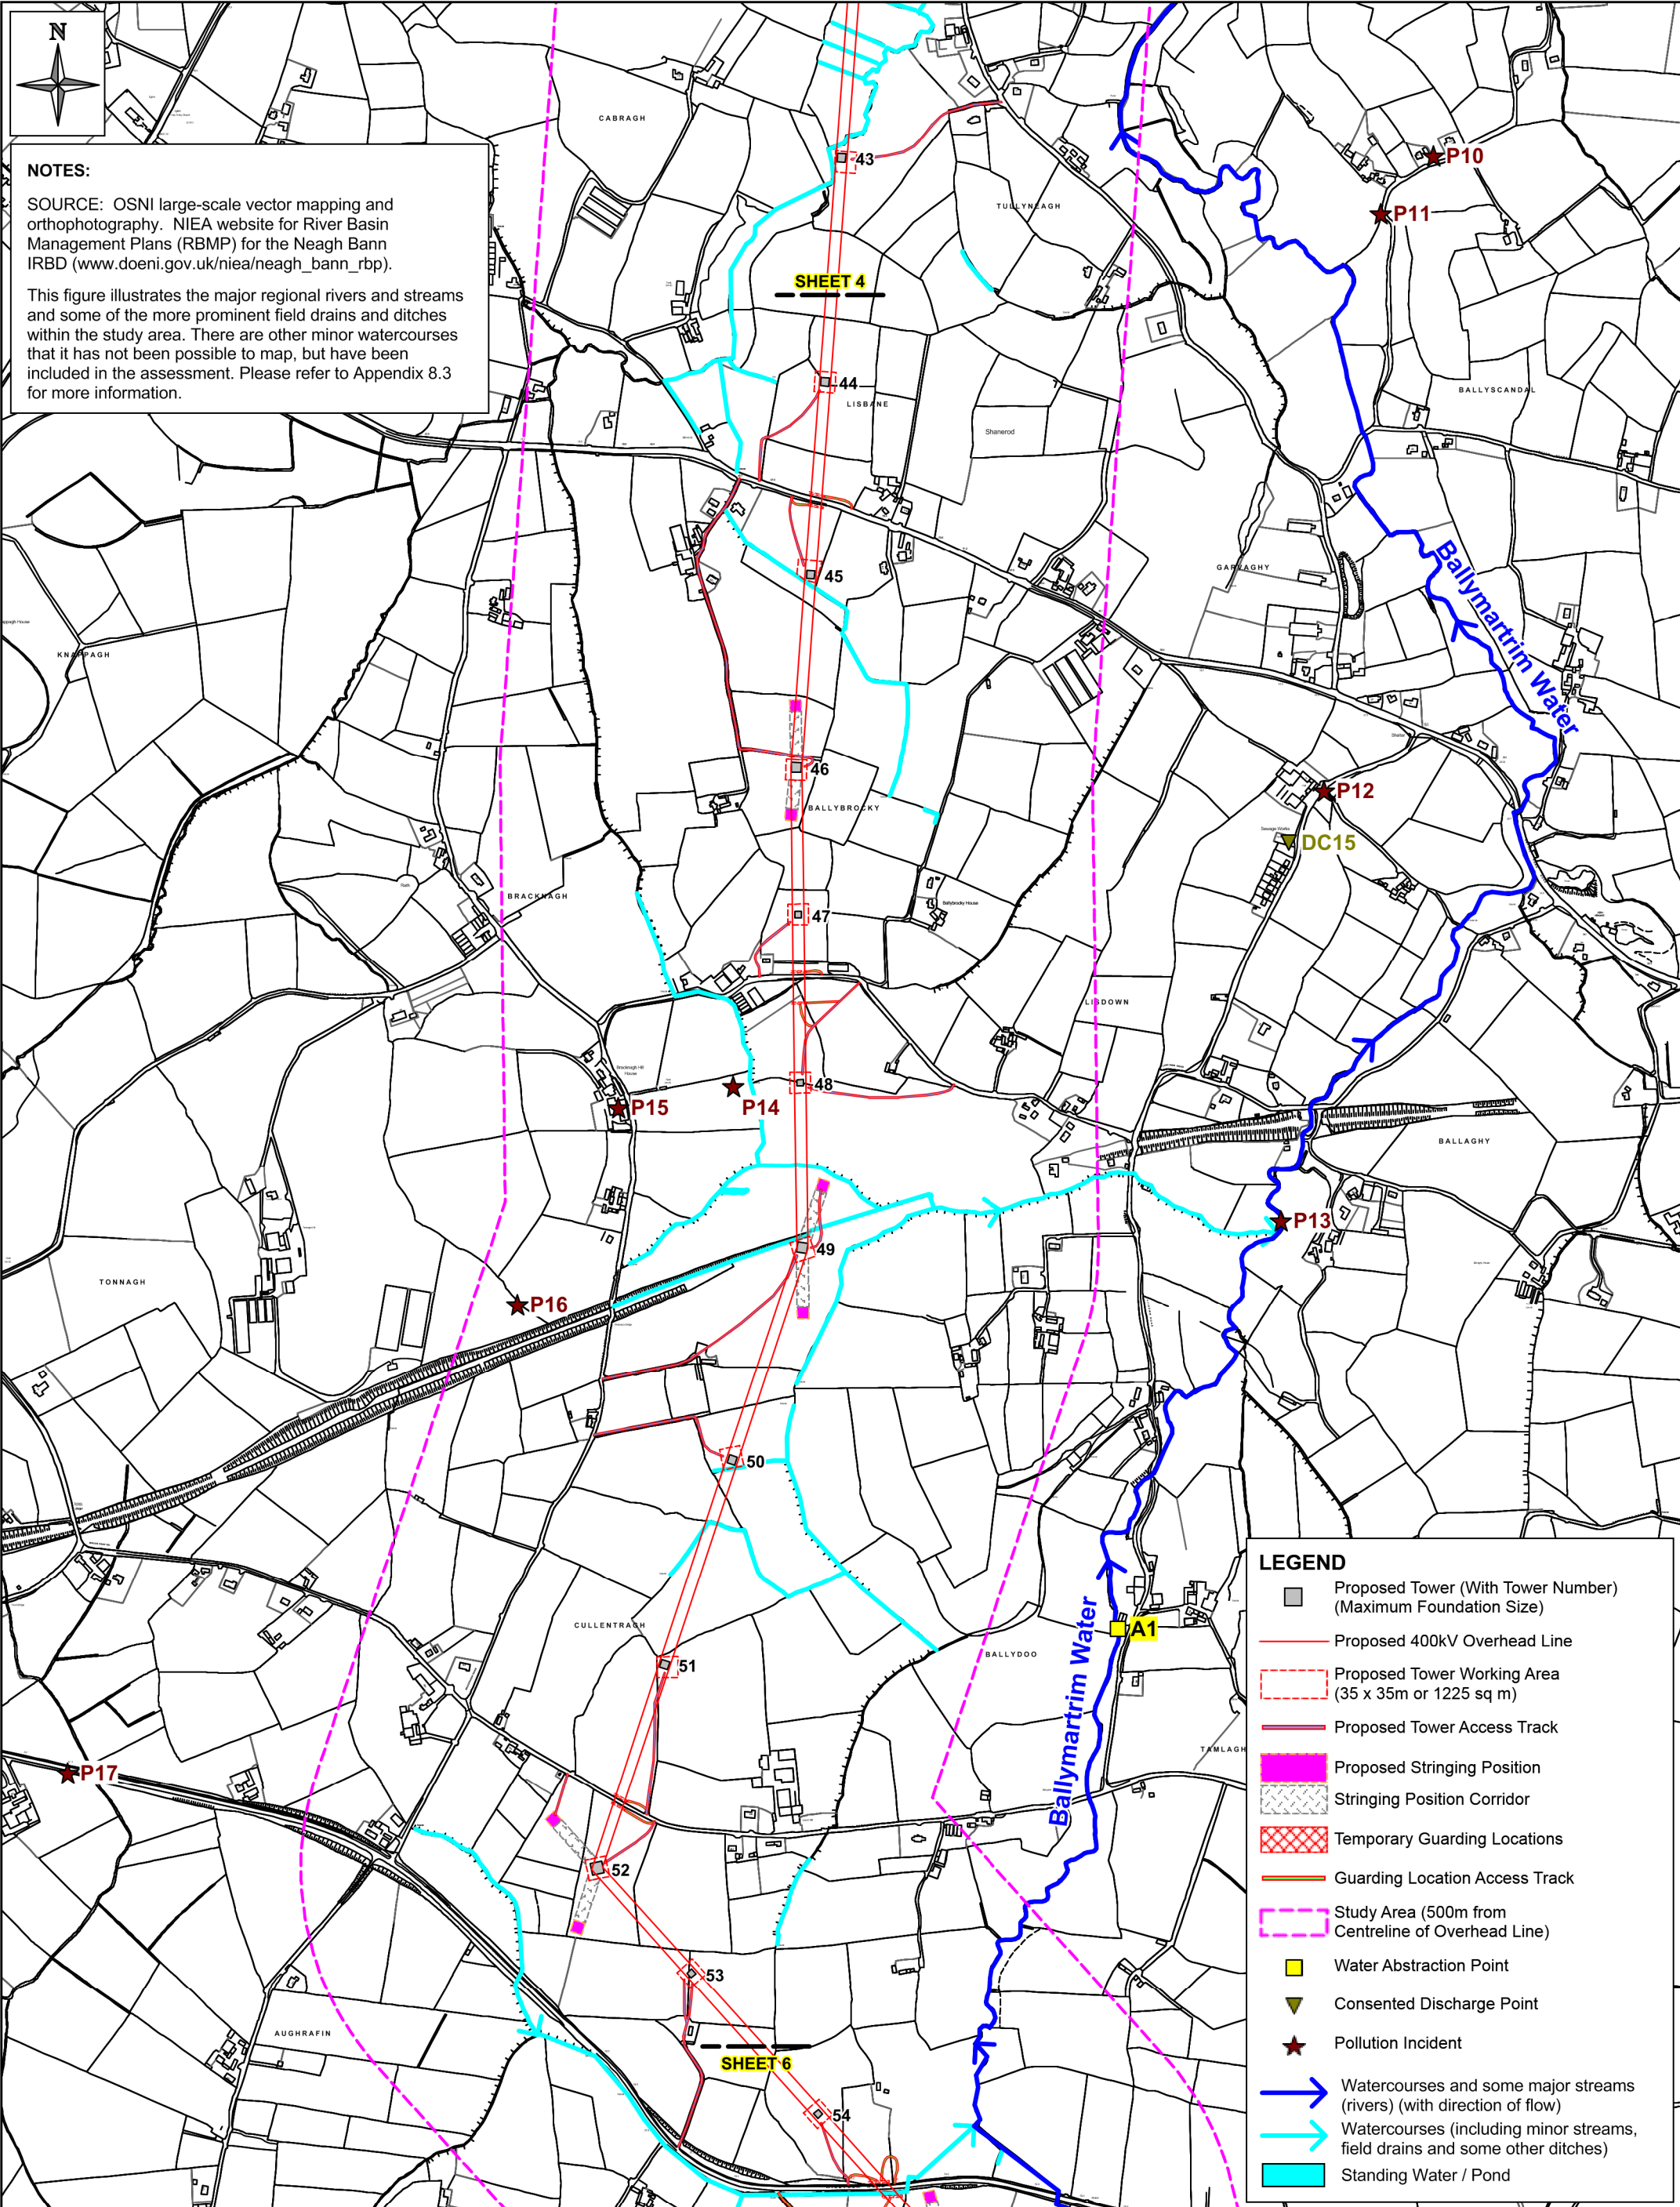 N
NOTES:
SOURCE: OSNI large-scale vector mapping and
orthophotography. NIEA website for River Basin
Management Plans (RBMP) for the Neagh Bann
IRBD (www.doeni.gov.uk/niea/neagh_bann_rbp).
This figure illustrates the major regional rivers and streams
and some of the more prominent field drains and ditches
within the study area. There are other minor watercourses
that it has not been possible to map, but have been
included in the assessment. Please refer to Appendix 8.3
for more information.
CABRAGH
43
P10
TULLYNEAGH
P11
SHEET 4
44
LISBANE
BALLYSCANDAL
Shanerod
45
GARVAGHY
Ballymartrim Water
KNAPPAGH
46
BALLYBROCKY
P12
Sewage Works
DC15
BRACKNAGH
Ballybrocky House
47
LISDOWN
48
P14
P15
BALLAGHY
P13
49
TONNAGH
P16
50
CULLENTRAGH
Ballymartrim Water
A1
BALLYDOO
51
TAMLAGH
P17
52
53
AUGHRAFIN
SHEET 6
54
LEGEND
Proposed Tower (With Tower Number)
(Maximum Foundation Size)
Proposed 400kV Overhead Line
Proposed Tower Working Area
(35 x 35m or 1225 sq m)
Proposed Tower Access Track
Proposed Stringing Position
Stringing Position Corridor
Temporary Guarding Locations
Guarding Location Access Track
Study Area (500m from
Centreline of Overhead Line)
Water Abstraction Point
Consented Discharge Point
Pollution Incident
Watercourses and some major streams
(rivers) (with direction of flow)
Watercourses (including minor streams,
field drains and some other ditches)
Standing Water / Pond